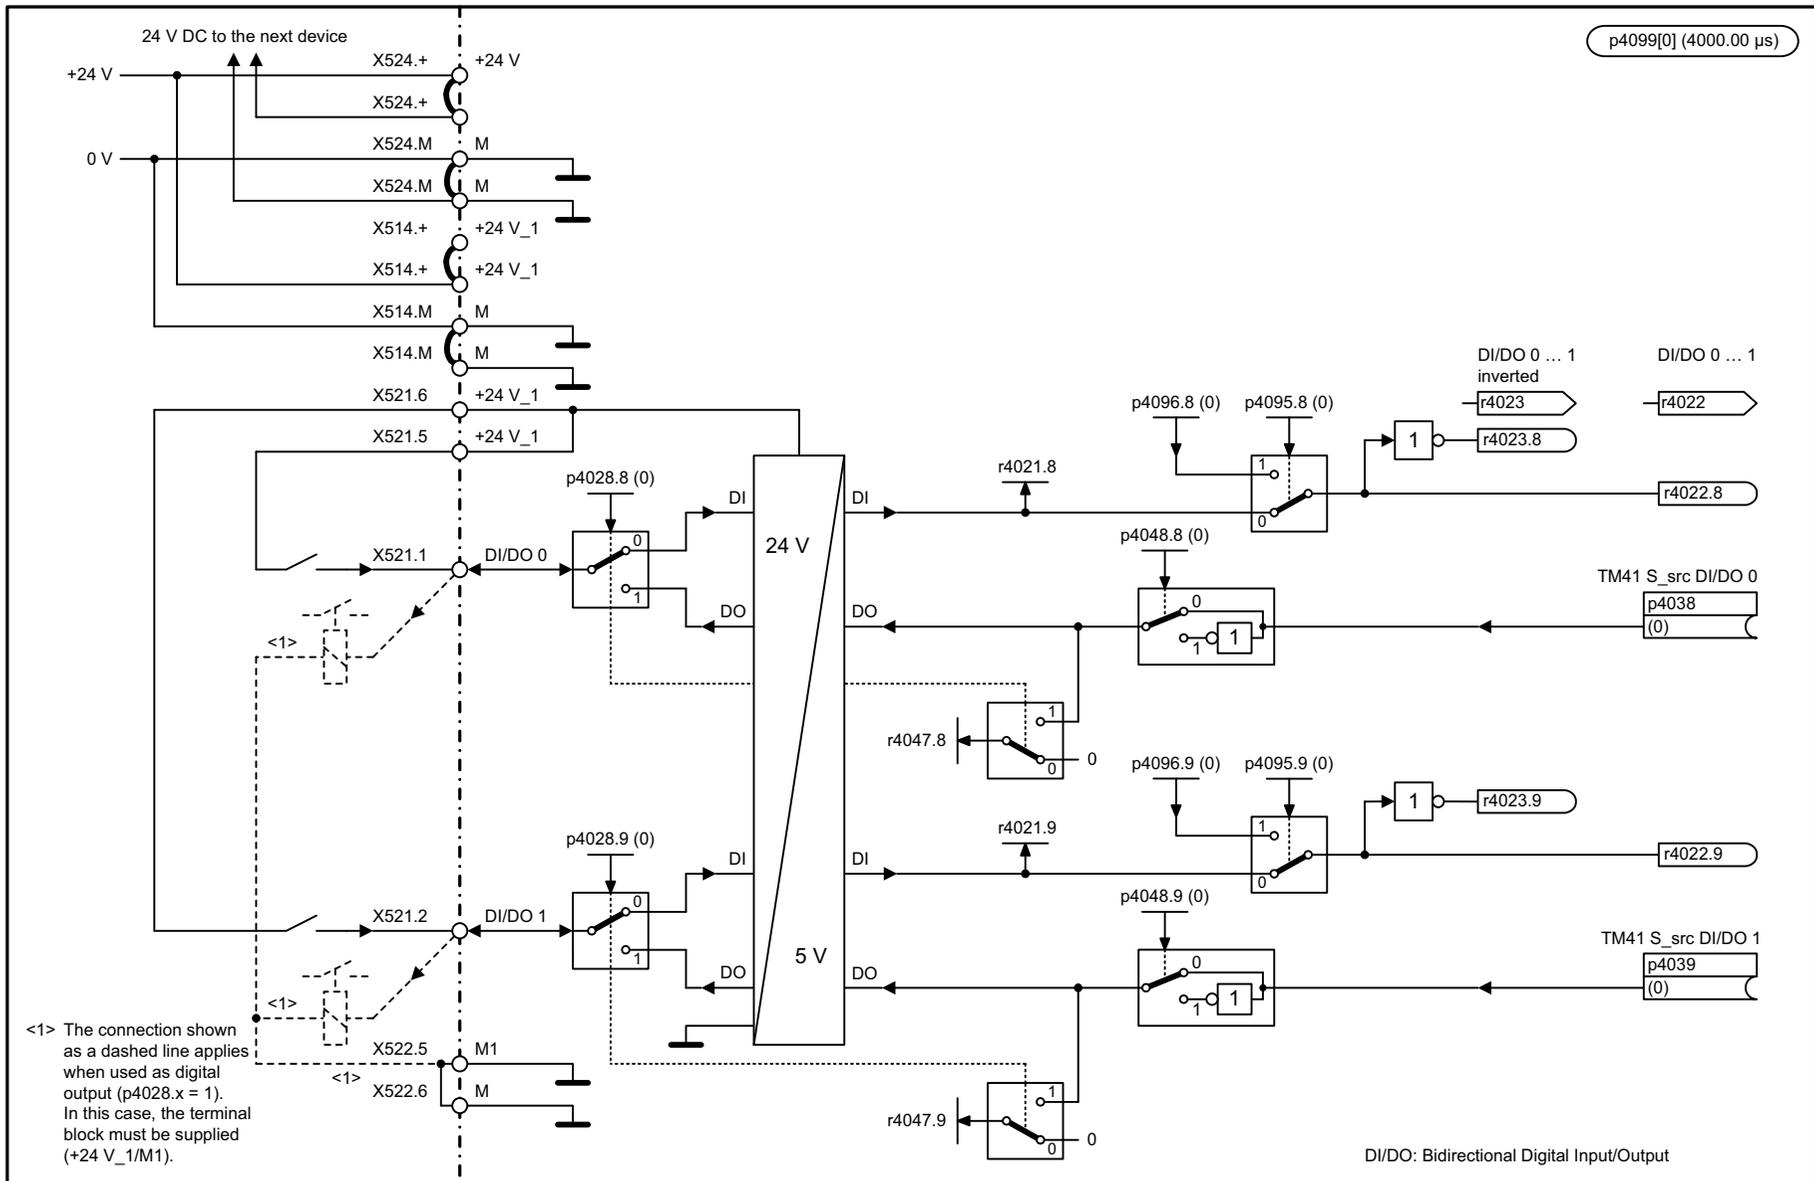 24 V DC to the next device
p4099[0] (4000.00 µs)
+24 V
X524.+
+24 V
X524.+
0 V
X524.M
M
X524.M
M
X514.+
+24 V_1
X514.+
+24 V_1
X514.M
M
X514.M
M
X521.6
+24 V_1
X521.5
+24 V_1
DI/DO 0 … 1
inverted
r4023
DI/DO 0 … 1
r4022
p4096.8 (0)
p4095.8 (0)
1
0
1
r4023.8
r4022.8
r4021.8
p4028.8 (0)
DI
DI
24 V
X521.1
DI/DO 0
0
1
DO
DO
p4048.8 (0)
0
1
1
TM41 S_src DI/DO 0
p4038
(0)
<1>
r4047.8
1
0
0
p4096.9 (0)
p4095.9 (0)
1
0
1
r4023.9
r4022.9
r4021.9
p4028.9 (0)
DI
DI
X521.2
DI/DO 1
0
1
5 V
DO
DO
p4048.9 (0)
0
1
1
TM41 S_src DI/DO 1
p4039
(0)
<1>
<1> The connection shown
as a dashed line applies
when used as digital
output (p4028.x = 1).
In this case, the terminal
block must be supplied
(+24 V_1/M1).
X522.5
M1
<1>
X522.6
M
r4047.9
1
0
0
DI/DO: Bidirectional Digital Input/Output